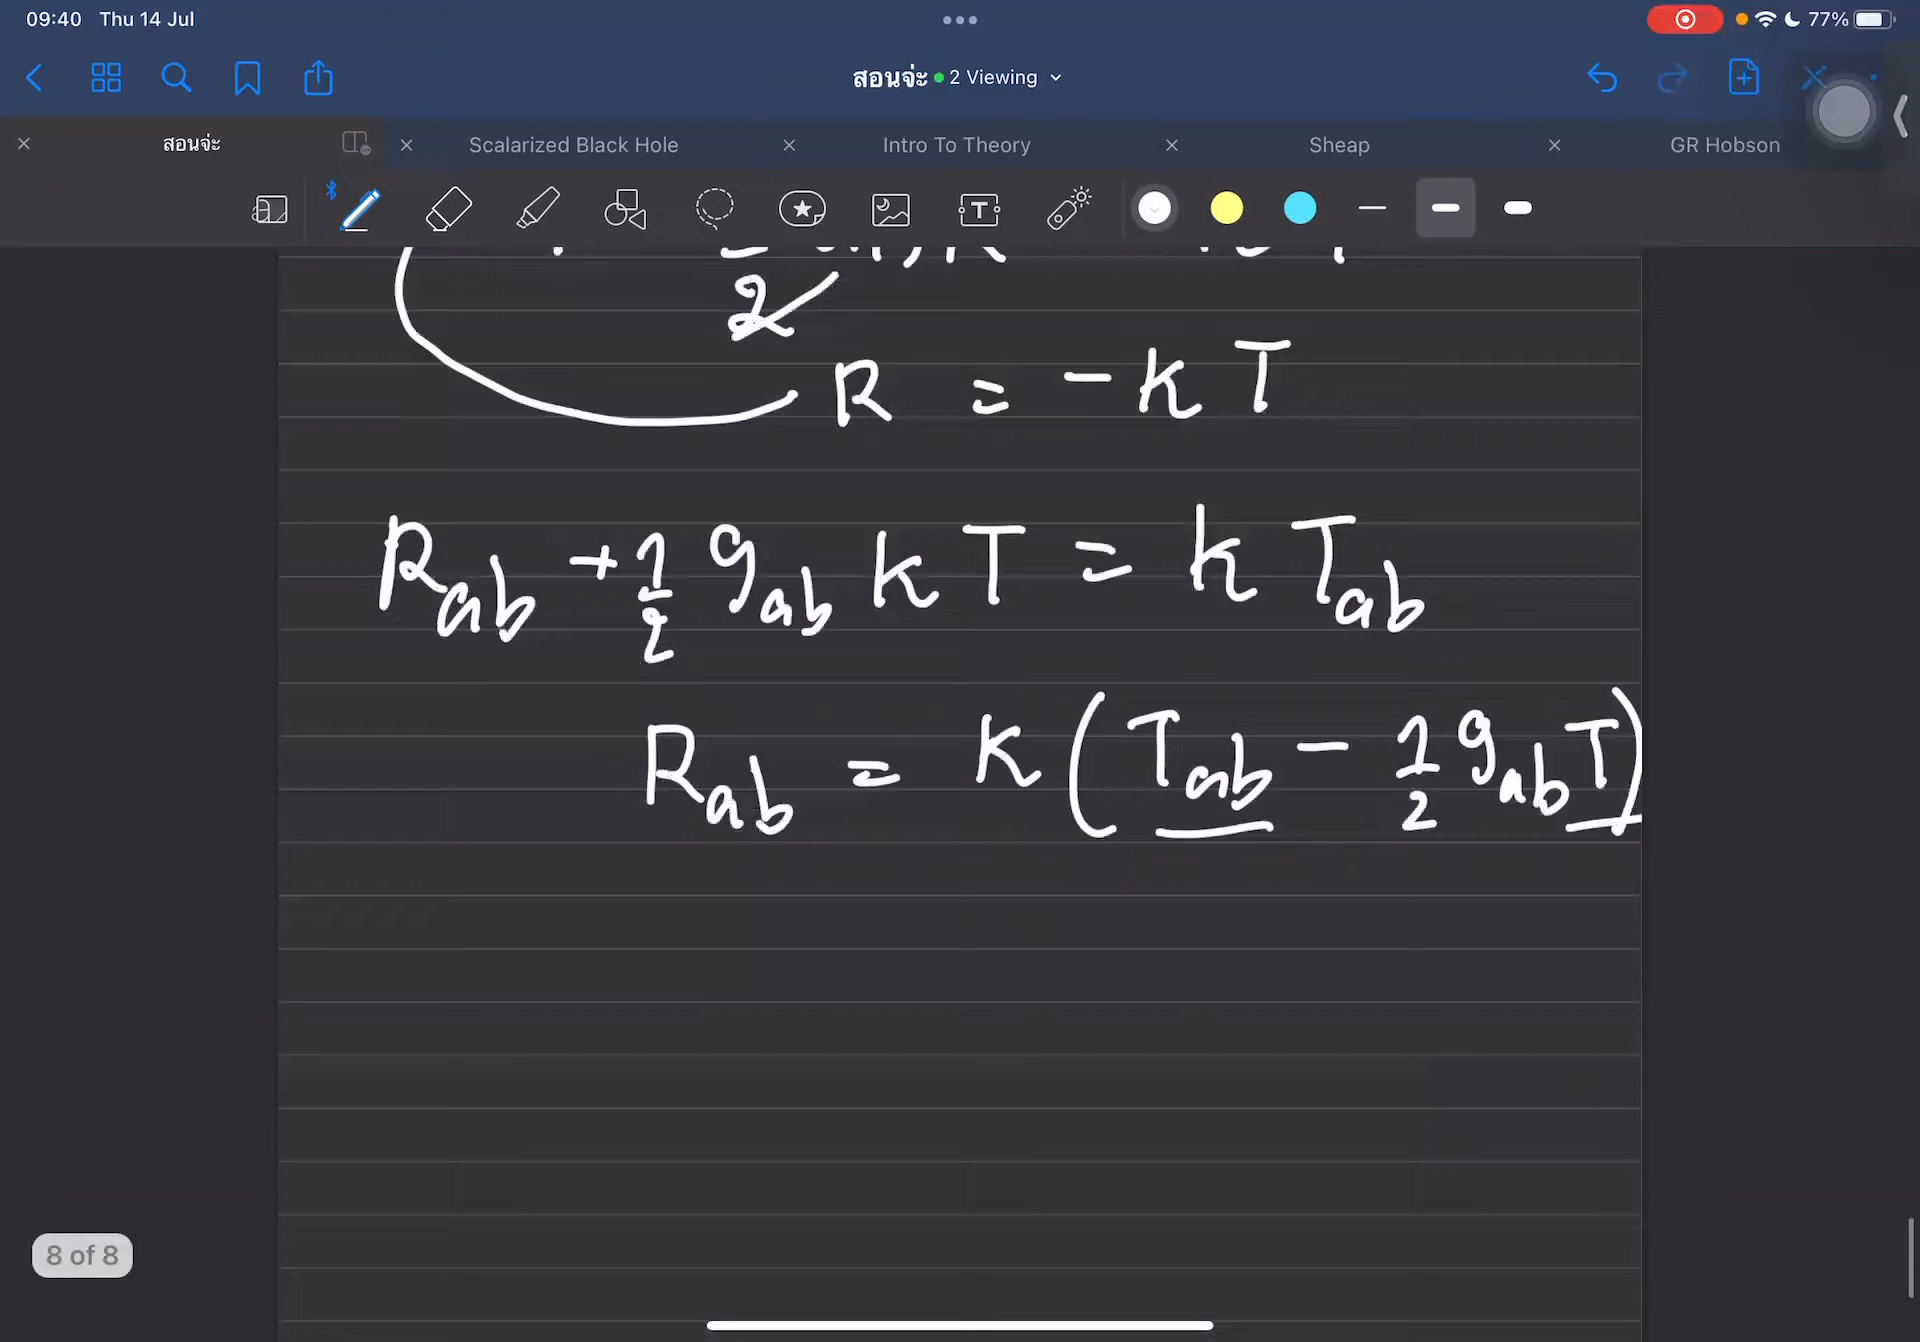 09:40 Thu 14 Jul
77%
สอนจ่ะ 2 Viewing
สอนจ่ะ
Scalarized Black Hole
Intro To Theory
Sheap
GR Hobson
T
2
R = -kT
R_ab + 1/2 g_ab k T = k T_ab
R_ab = k(T_ab - 1/2 g_ab T)
8 of 8